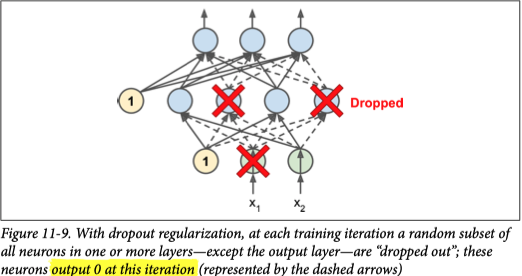 1
Dropped
1
x1 x2
Figure 11-9. With dropout regularization, at each training iteration a random subset of
all neurons in one or more layers—except the output layer—are “dropped out”; these
neurons output 0 at this iteration (represented by the dashed arrows)